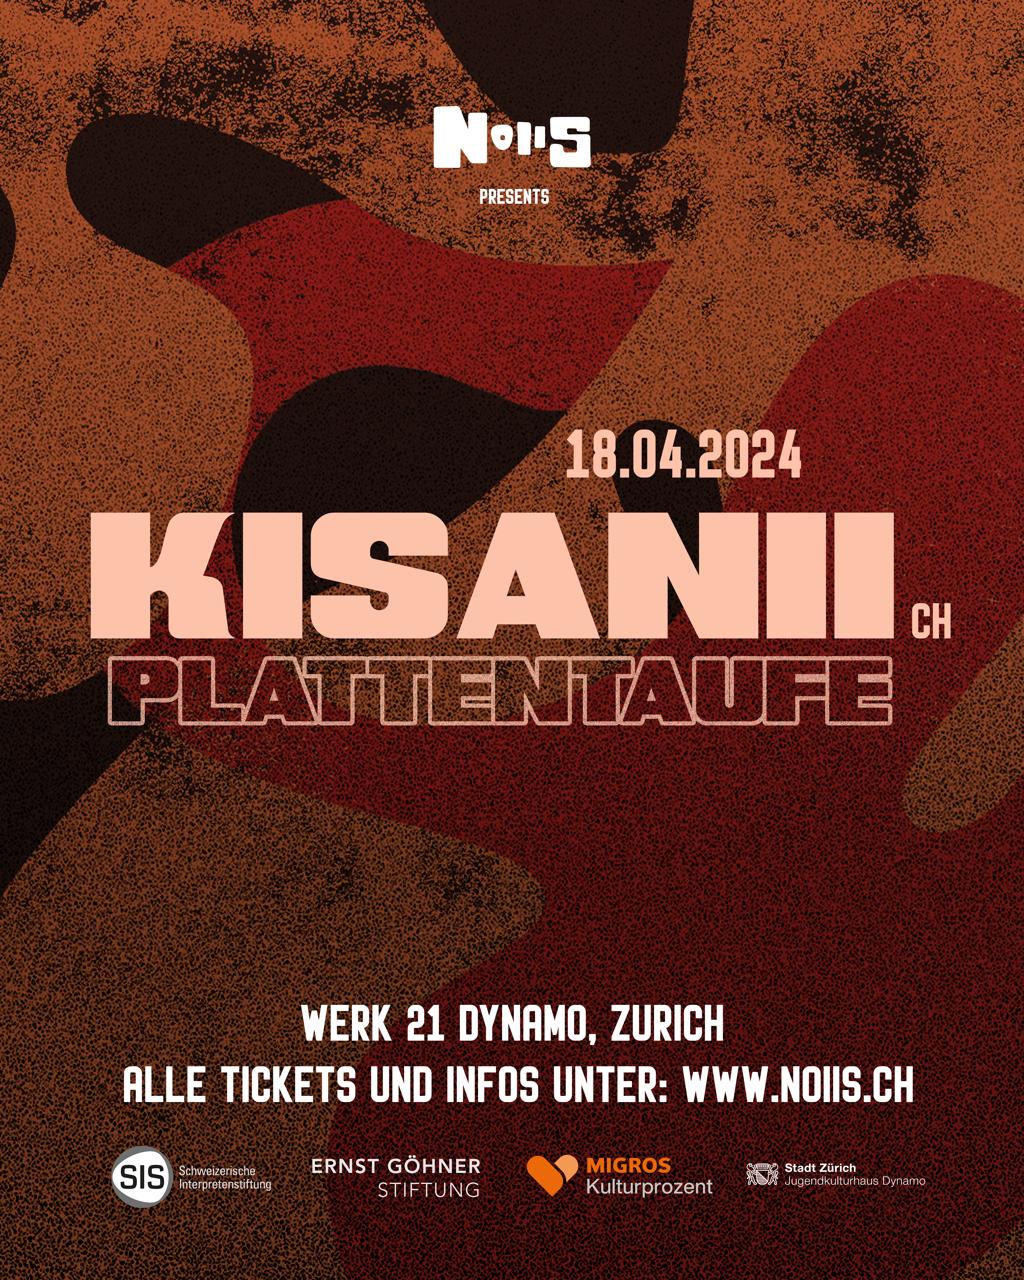 NOIIS
PRESENTS
18.04.2024
KISANII CH
PLATTENTAUFE
WERK 21 DYNAMO, ZURICH
ALLE TICKETS UND INFOS UNTER: WWW.NOIIS.CH
SIS Schweizerische
Interpretenstiftung
ERNST GÖHNER
STIFTUNG
MIGROS
Kulturprozent
Stadt Zürich
Jugendkulturhaus Dynamo